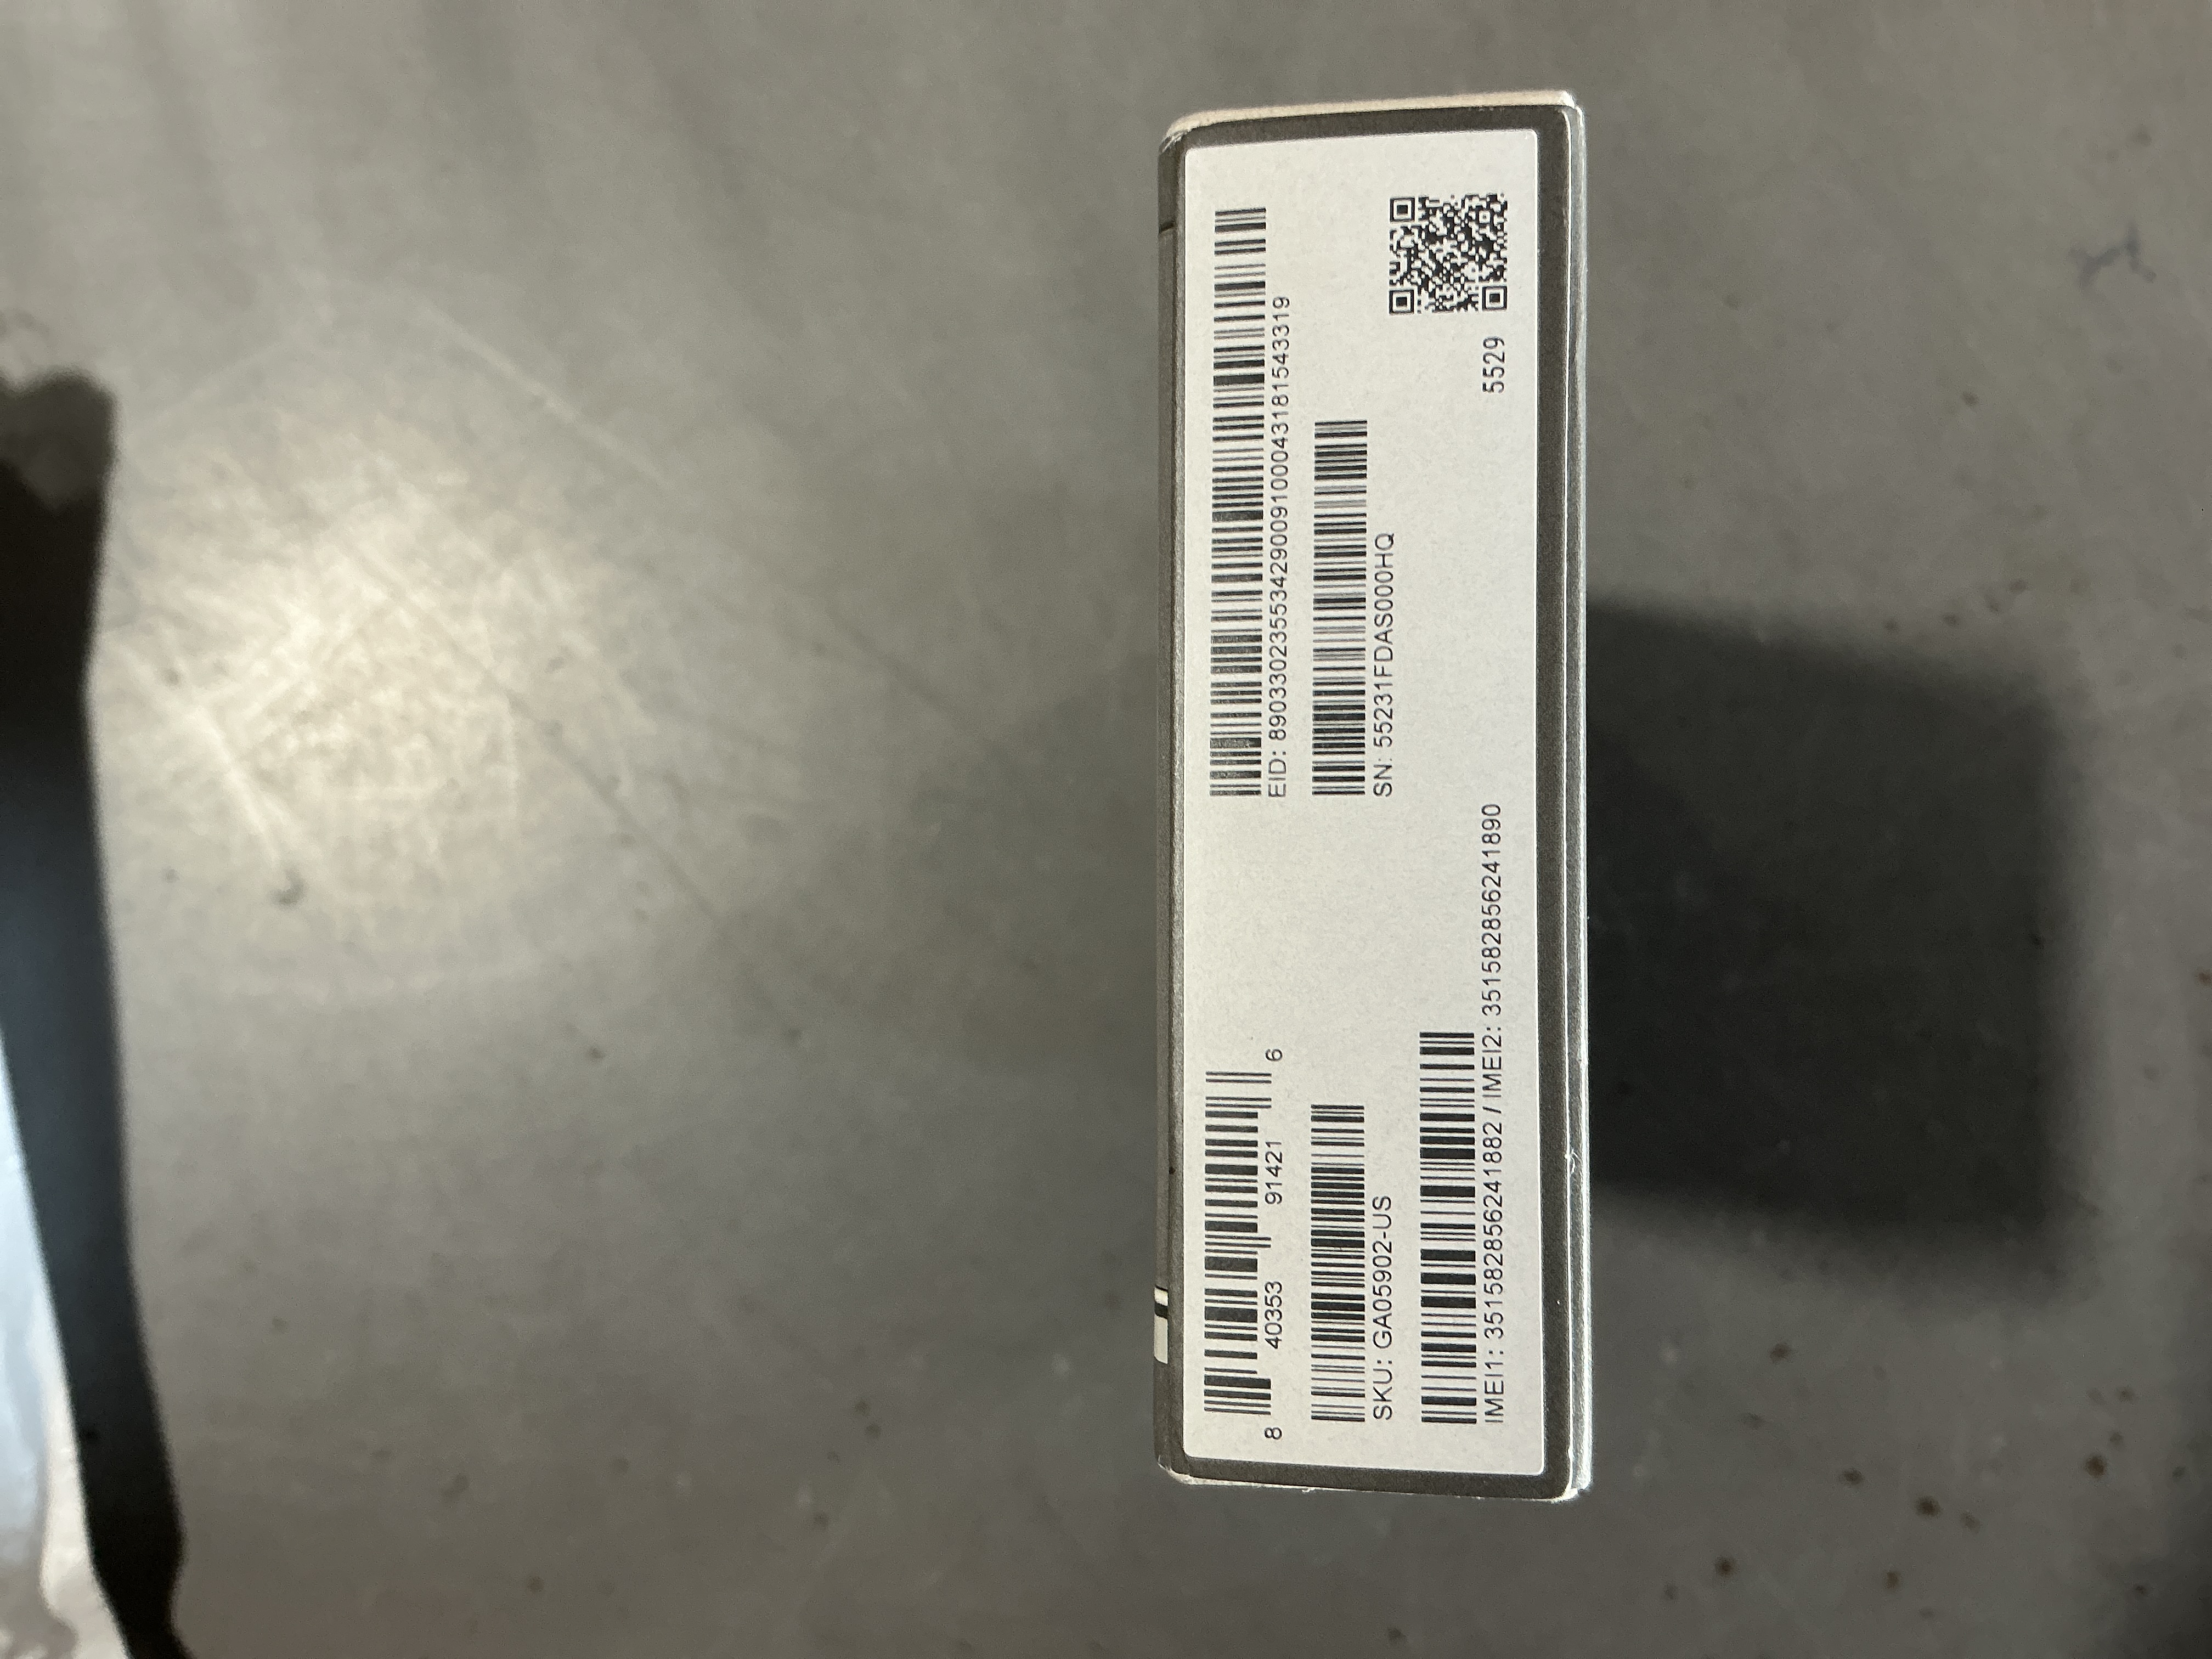 8 40353 91421 6
EID: 89033023553429009100043181543319
SKU: GA05902-US
SN: 55231FDAS000HQ
IMEI1: 351582856241882 / IMEI2: 351582856241890
5529